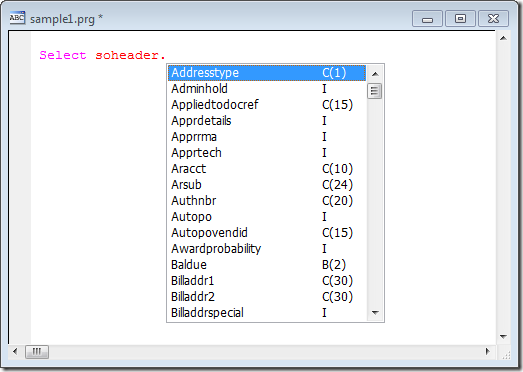 ABC sample1.prg *
Select soheader.
Addresstype C(1)
Adminhold I
Appliedtodocref C(15)
Apprdetails I
Apprrma I
Apprtech I
Aracct C(10)
Arsub C(24)
Authnbr C(20)
Autopo I
Autopovendid C(15)
Awardprobability I
Baldue B(2)
Billaddr1 C(30)
Billaddr2 C(30)
Billaddrspecial I